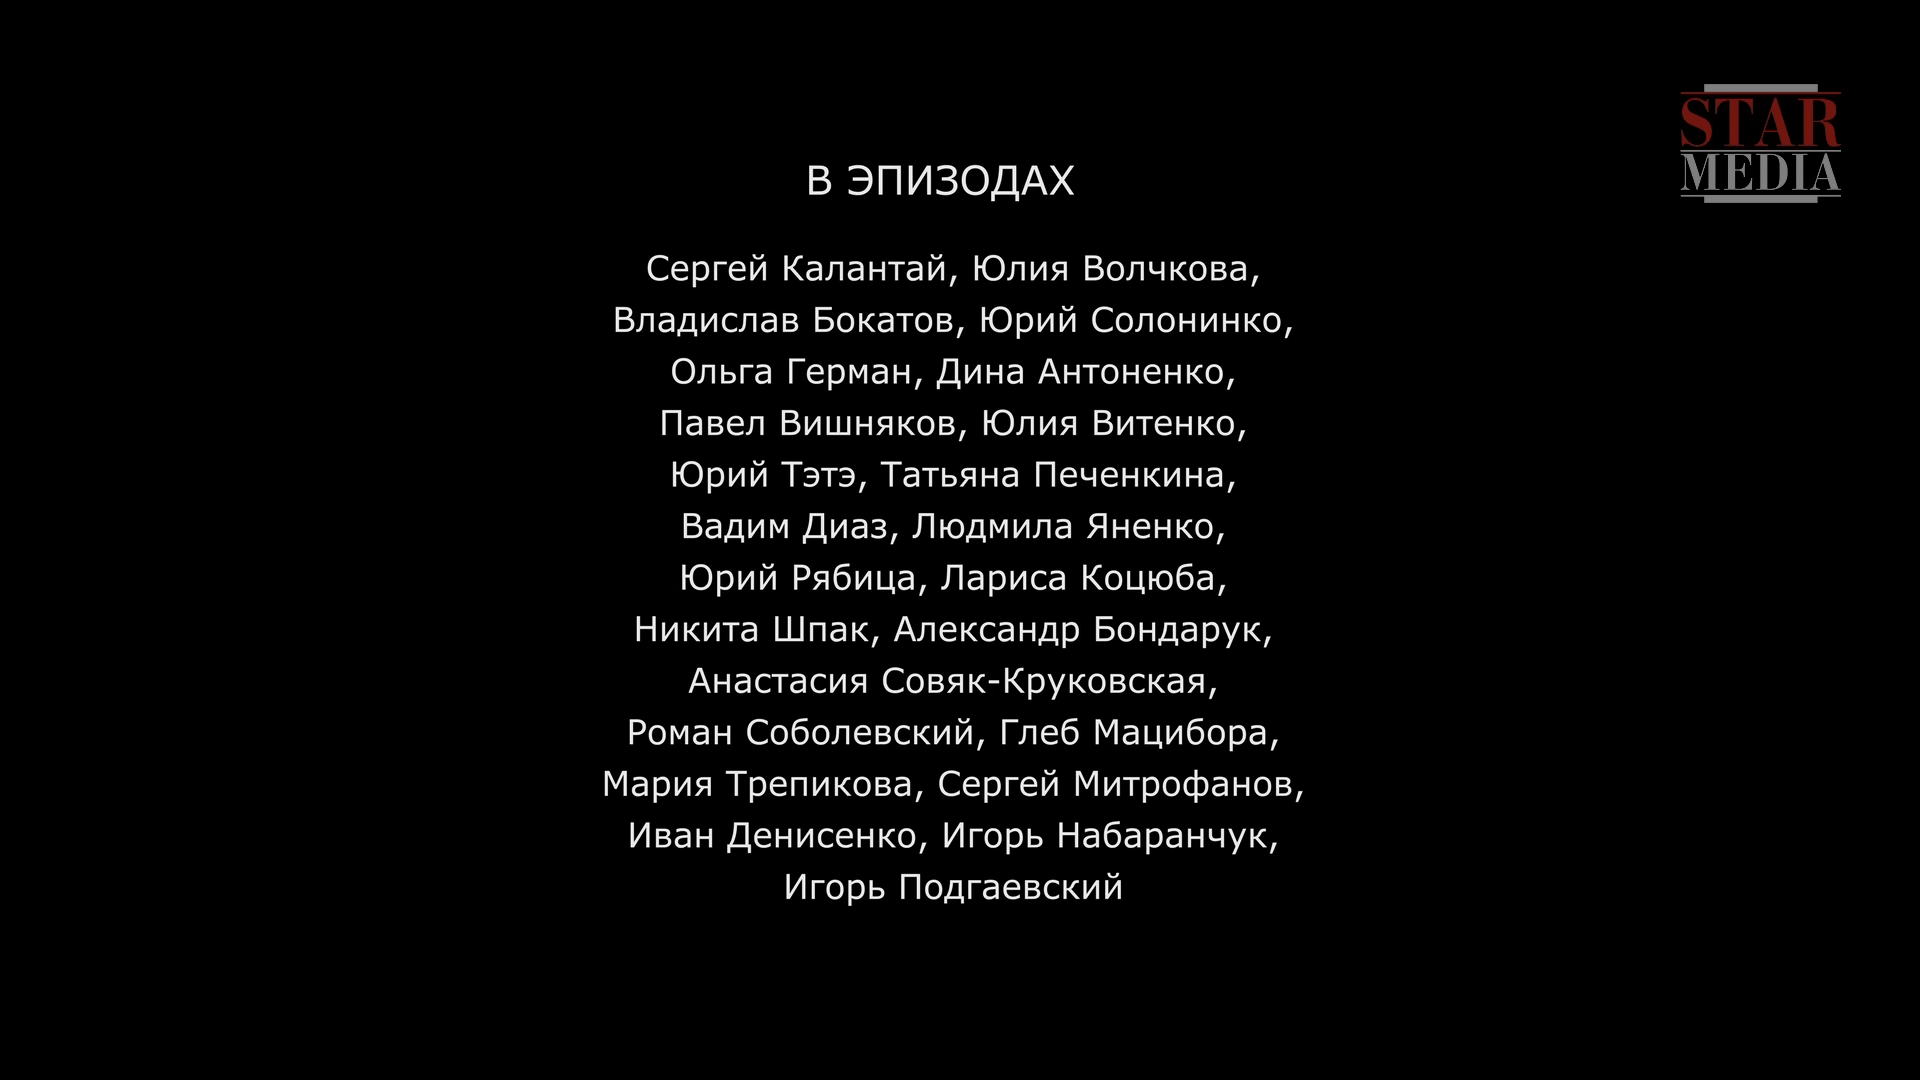 STAR
MEDIA
В ЭПИЗОДАХ
Сергей Калантай, Юлия Волчкова,
Владислав Бокатов, Юрий Солонинко,
Ольга Герман, Дина Антоненко,
Павел Вишняков, Юлия Витенко,
Юрий Тэтэ, Татьяна Печенкина,
Вадим Диаз, Людмила Яненко,
Юрий Рябица, Лариса Коцюба,
Никита Шпак, Александр Бондарук,
Анастасия Совяк-Круковская,
Роман Соболевский, Глеб Мацибора,
Мария Трепикова, Сергей Митрофанов,
Иван Денисенко, Игорь Набаранчук,
Игорь Подгаевский